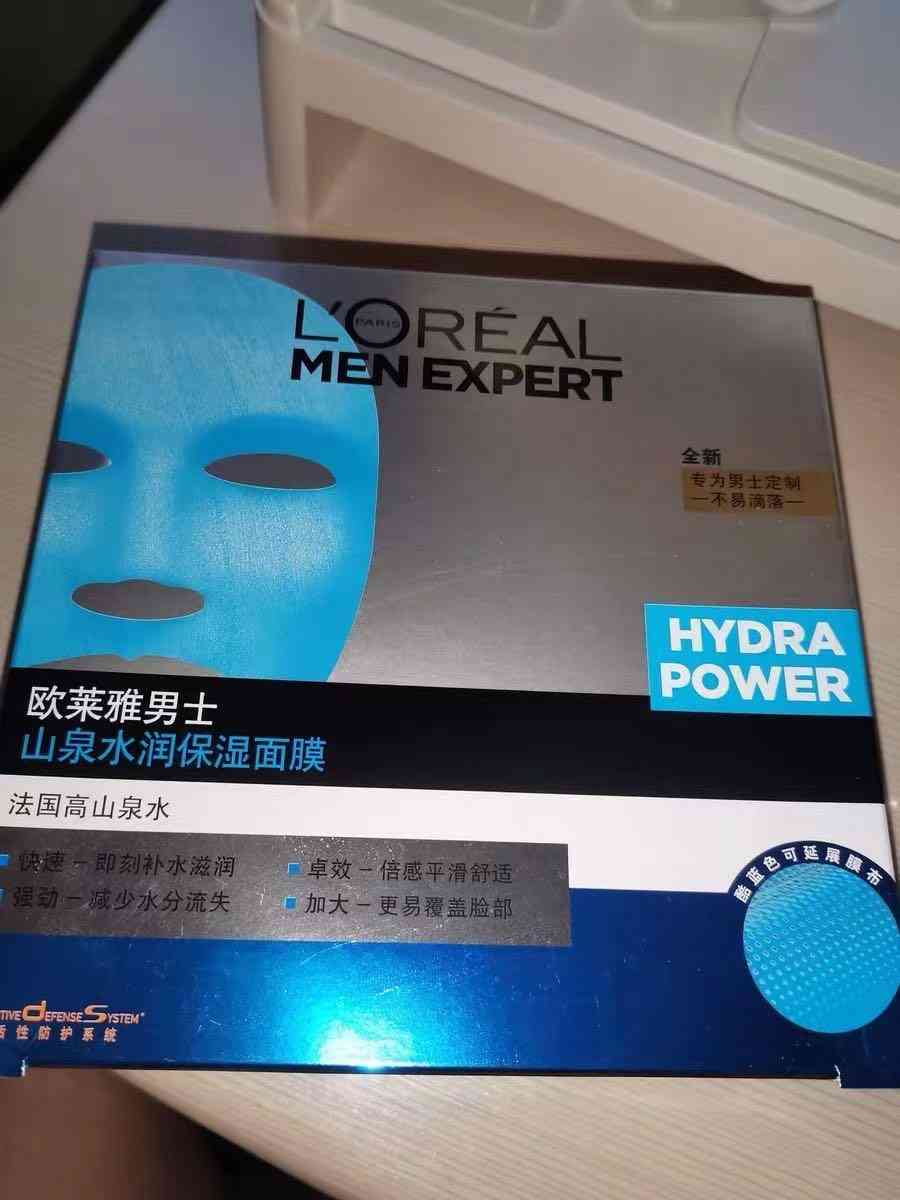 L'ORÉAL
PARIS
MEN EXPERT
全新
专为男士定制
—不易滴落—
HYDRA
POWER
欧莱雅男士
山泉水润保湿面膜
法国高山泉水
快速－即刻补水滋润
强劲－减少水分流失
卓效－倍感平滑舒适
加大－更易覆盖脸部
酷蓝色可延展膜布
TIVE DEFENSE SYSTEM*
活性防护系统